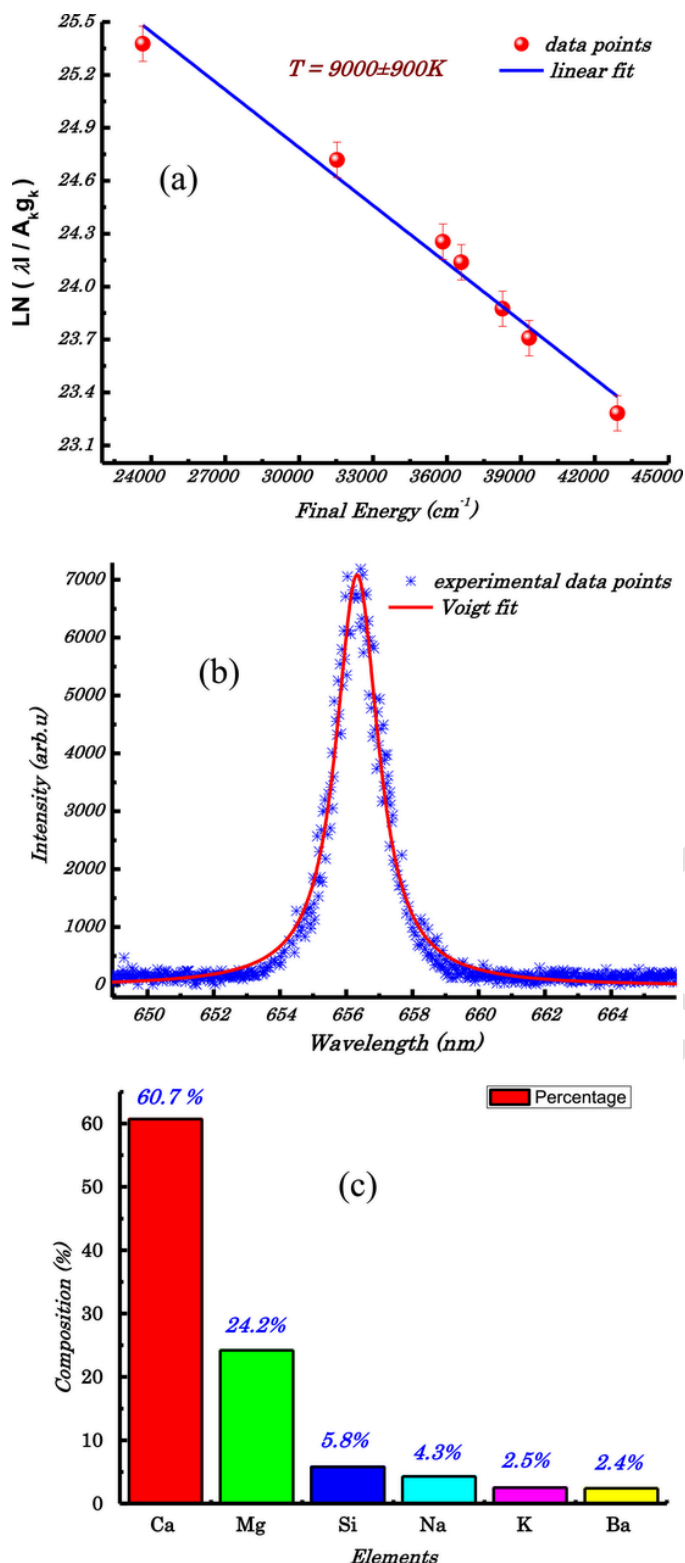 25.5
25.2
24.9
24.6
24.3
24.0
23.7
23.4
23.1
LN ( λI / Aₖgₖ)
T = 9000±900K
data points
linear fit
(a)
24000 27000 30000 33000 36000 39000 42000 45000
Final Energy (cm⁻¹)
7000
6000
5000
4000
3000
2000
1000
0
Intensity (arb.u)
experimental data points
Voigt fit
(b)
650 652 654 656 658 660 662 664
Wavelength (nm)
60
50
40
30
20
10
0
Composition (%)
Percentage
(c)
60.7 %
24.2%
5.8%
4.3%
2.5%
2.4%
Ca Mg Si Na K Ba
Elements